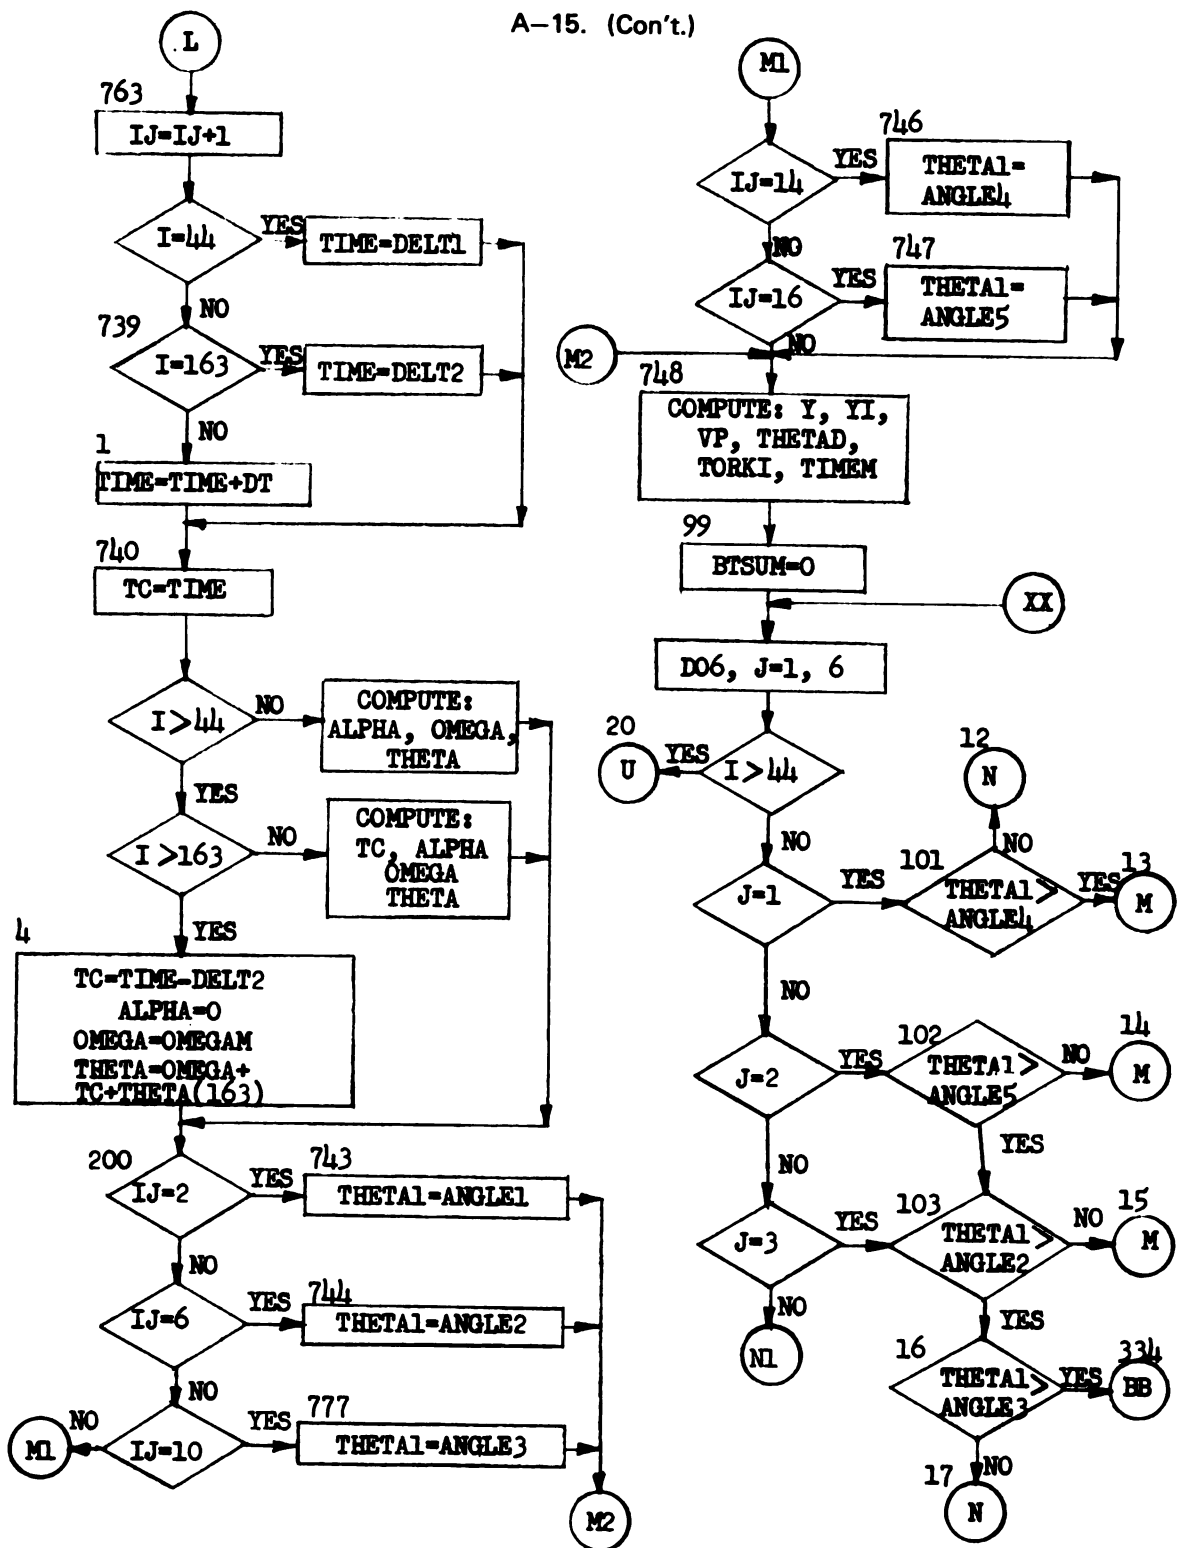 A-15. (Con't.)
L
763
IJ=IJ+1
I=44
YES
TIME=DELT1
NO
739
I=163
YES
TIME=DELT2
NO
1
TIME=TIME+DT
740
TC=TIME
I>44
NO
COMPUTE:
ALPHA, OMEGA,
THETA
YES
I>163
NO
COMPUTE:
TC, ALPHA
OMEGA
THETA
YES
4
TC=TIME-DELT2
ALPHA=0
OMEGA=OMEGAM
THETA=OMEGA+
TC+THETA(163)
200
IJ=2
YES
743
THETA1=ANGLE1
NO
IJ=6
YES
744
THETA1=ANGLE2
NO
IJ=10
NO
M1
YES
777
THETA1=ANGLE3
M2
M1
IJ=14
YES
746
THETA1=
ANGLE4
NO
IJ=16
YES
747
THETA1=
ANGLE5
NO
M2
748
COMPUTE: Y, YI,
VP, THETAD,
TORKI, TIMEM
99
BTSUM=0
XX
DO6, J=1, 6
I>44
YES
20
U
NO
J=1
YES
101
THETA1>
ANGLE4
NO
12
N
YES
13
M
NO
J=2
YES
102
THETA1>
ANGLE5
NO
14
M
YES
NO
J=3
YES
103
THETA1>
ANGLE2
NO
15
M
YES
NO
N1
16
THETA1>
ANGLE3
YES
334
BB
NO
17
N